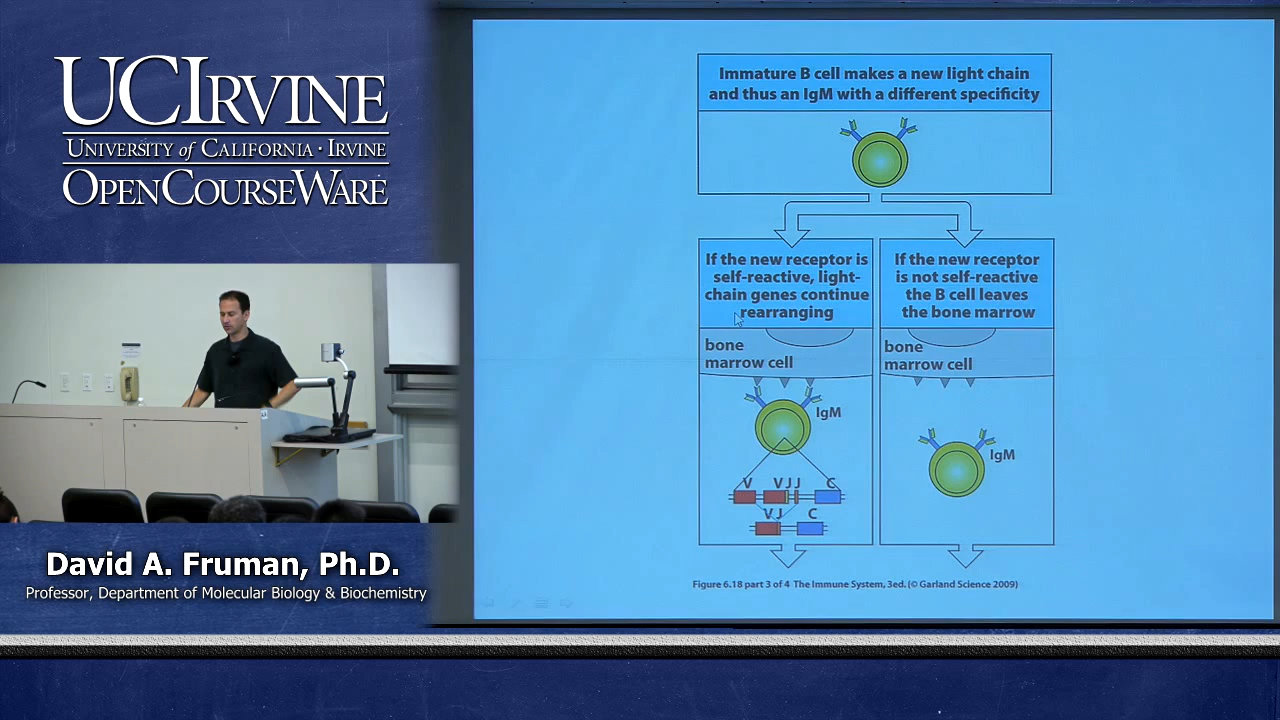 UCIRVINE
UNIVERSITY of CALIFORNIA · IRVINE
OPENCOURSEWARE
David A. Fruman, Ph.D.
Professor, Department of Molecular Biology & Biochemistry
Immature B cell makes a new light chain
and thus an IgM with a different specificity
If the new receptor is
self-reactive, light-
chain genes continue
rearranging
If the new receptor
is not self-reactive
the B cell leaves
the bone marrow
bone
marrow cell
bone
marrow cell
IgM
IgM
V V J J C
V J C
Figure 6.18 part 3 of 4 The Immune System, 3ed. (© Garland Science 2009)